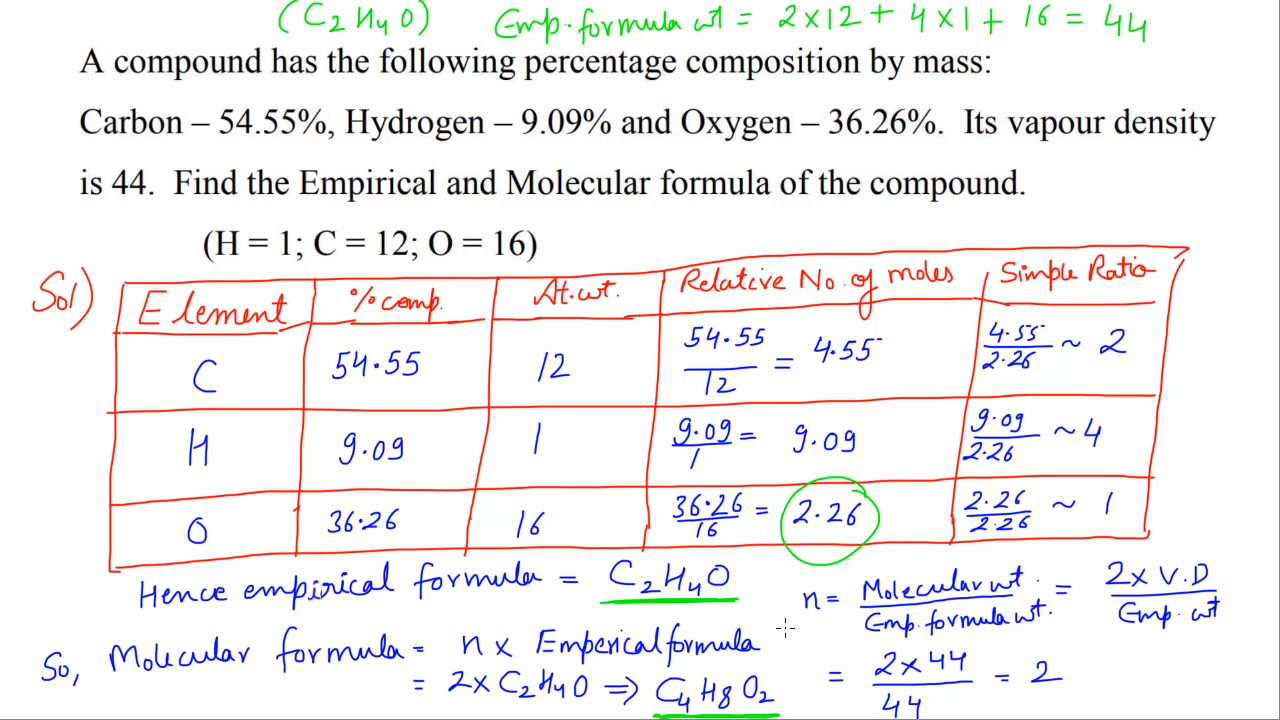 (C2H4O) Emp. formula wt = 2×12 + 4×1 + 16 = 44
A compound has the following percentage composition by mass:
Carbon – 54.55%, Hydrogen – 9.09% and Oxygen – 36.26%. Its vapour density
is 44. Find the Empirical and Molecular formula of the compound.
(H = 1; C = 12; O = 16)
Sol)
Element % comp. At. wt. Relative No. of moles Simple Ratio
C 54.55 12 54.55/12 = 4.55 4.55/2.26 ~ 2
H 9.09 1 9.09/1 = 9.09 9.09/2.26 ~ 4
O 36.26 16 36.26/16 = 2.26 2.26/2.26 ~ 1
Hence empirical formula = C2H4O
n = Molecular wt. / Emp. formula wt. = 2 × V.D / Emp. wt
= 2×44 / 44 = 2
So, Molecular formula = n × Emperical formula
= 2× C2H4O ⇒ C4H8O2